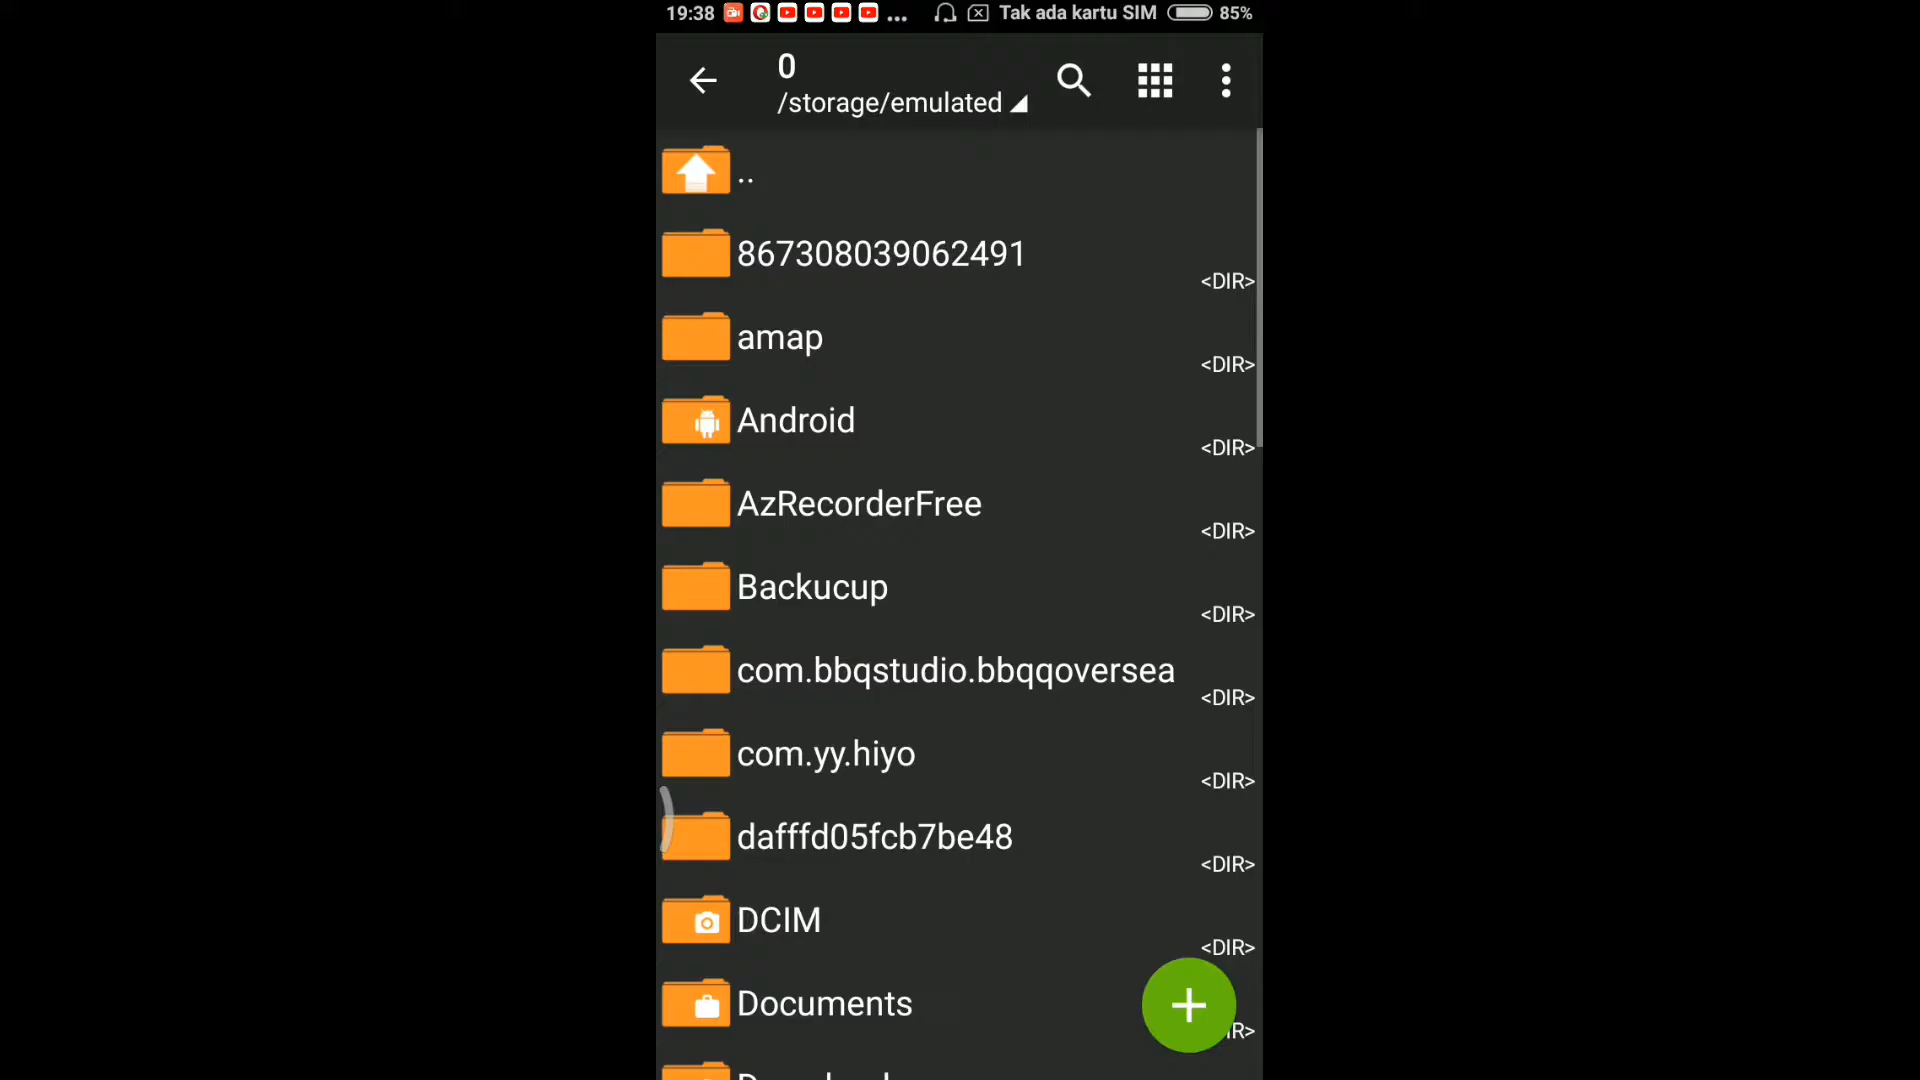 19:38 ... Tak ada kartu SIM 85%
0
/storage/emulated
..
867308039062491
<DIR>
amap
<DIR>
Android
<DIR>
AzRecorderFree
<DIR>
Backucup
<DIR>
com.bbqstudio.bbqqoversea
<DIR>
com.yy.hiyo
<DIR>
dafffd05fcb7be48
<DIR>
DCIM
<DIR>
Documents